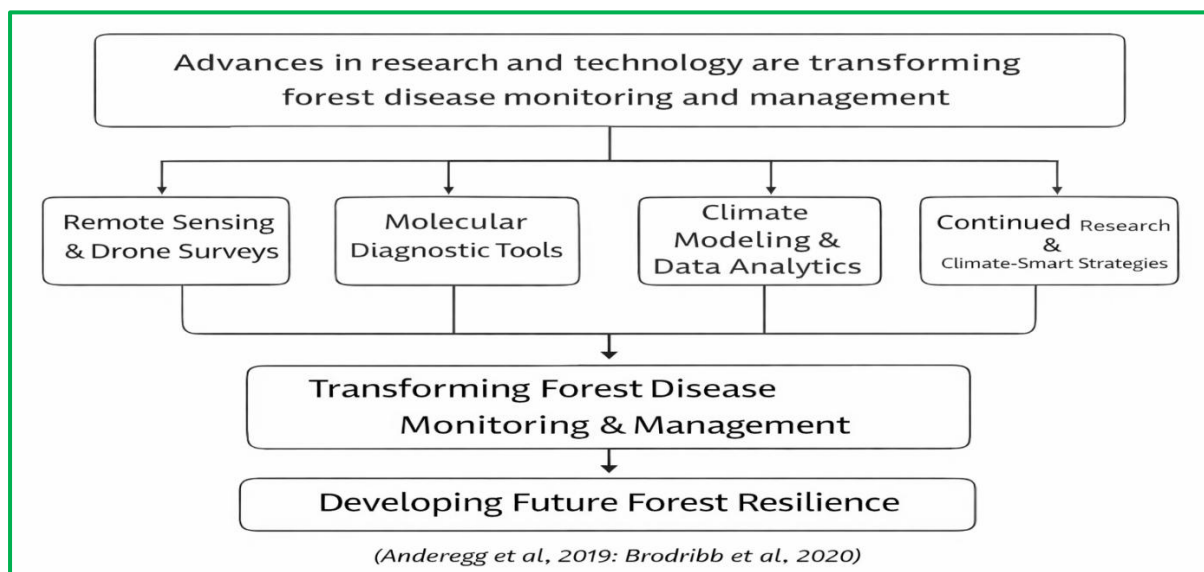 Advances in research and technology are transforming
forest disease monitoring and management
Remote Sensing
& Drone Surveys
Molecular
Diagnostic Tools
Climate
Modeling &
Data Analytics
Continued Research
&
Climate-Smart Strategies
Transforming Forest Disease
Monitoring & Management
Developing Future Forest Resilience
(Anderegg et al, 2019: Brodribb et al, 2020)